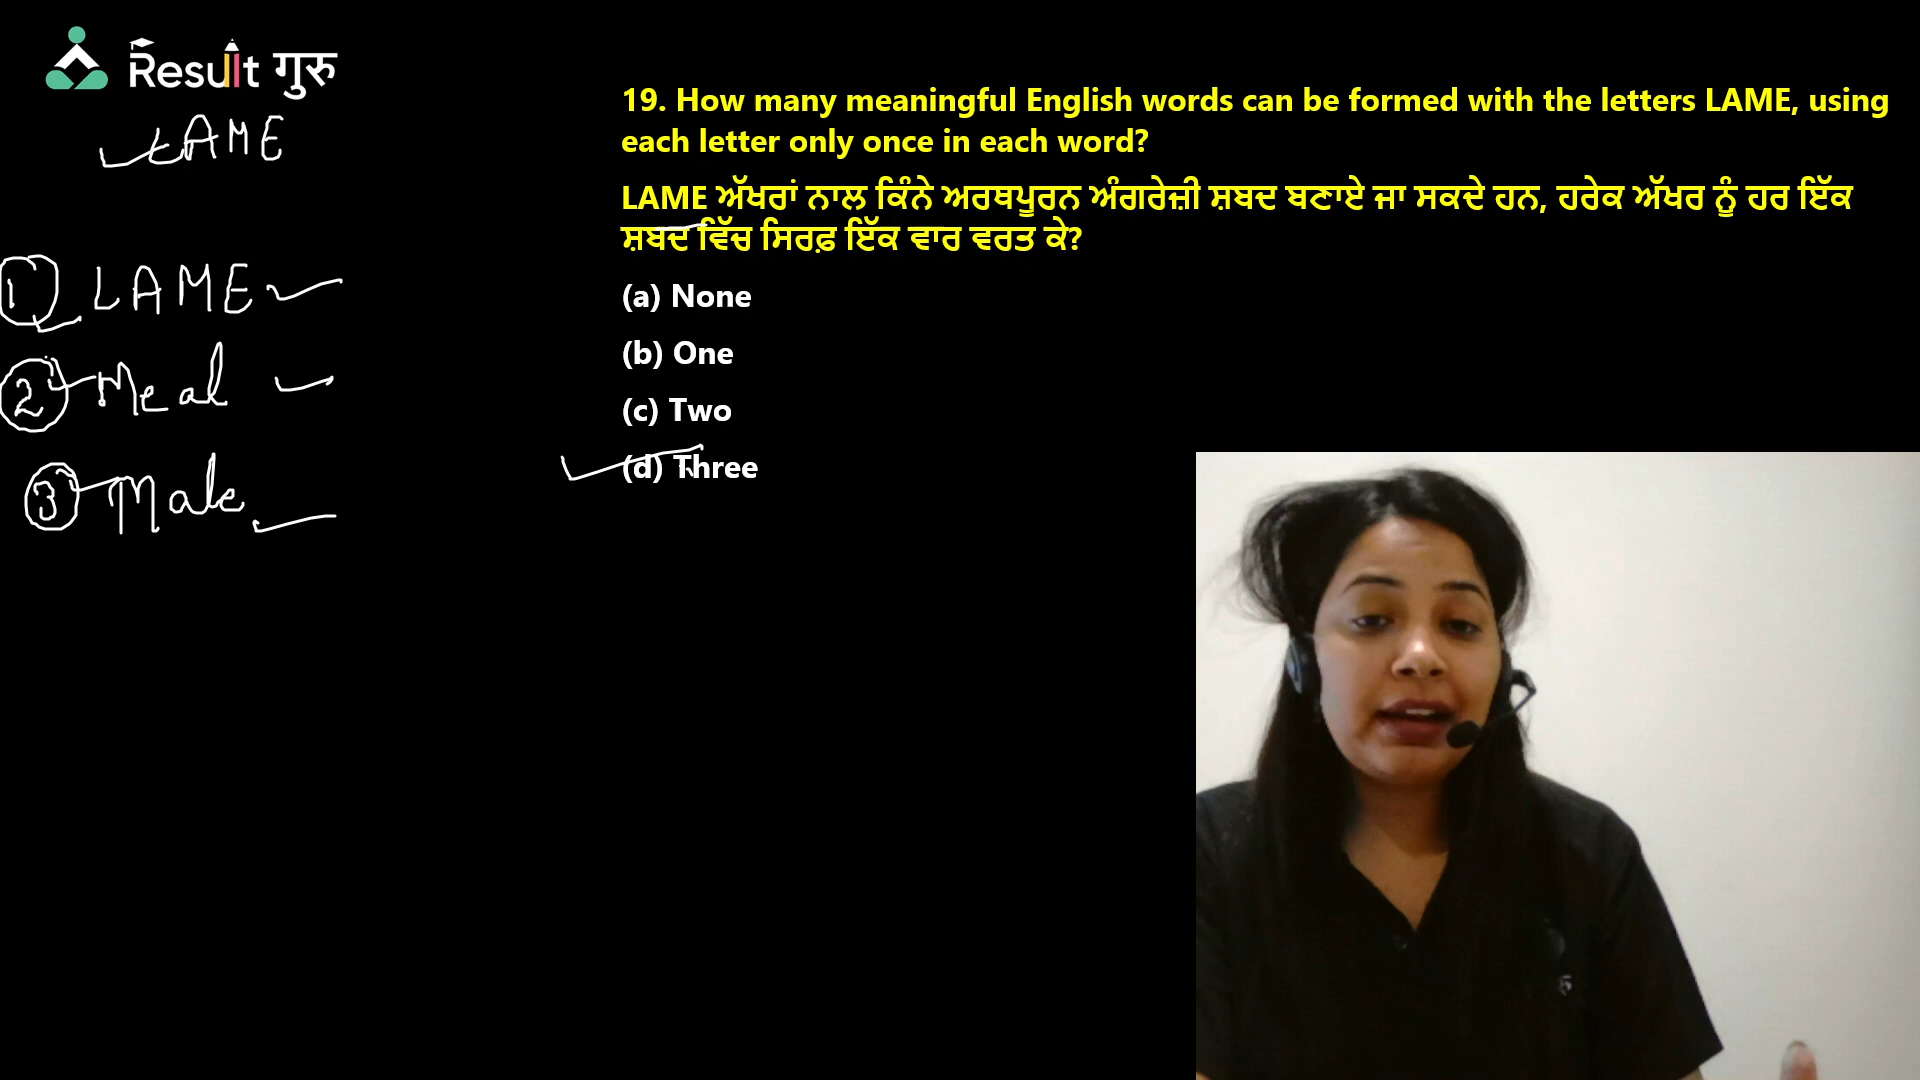 Result गुरु
LAME
19. How many meaningful English words can be formed with the letters LAME, using
each letter only once in each word?
LAME ਅੱਖਰਾਂ ਨਾਲ ਕਿੰਨੇ ਅਰਥਪੂਰਨ ਅੰਗਰੇਜ਼ੀ ਸ਼ਬਦ ਬਣਾਏ ਜਾ ਸਕਦੇ ਹਨ, ਹਰੇਕ ਅੱਖਰ ਨੂੰ ਹਰ ਇੱਕ
ਸ਼ਬਦ ਵਿੱਚ ਸਿਰਫ਼ ਇੱਕ ਵਾਰ ਵਰਤ ਕੇ?
(a) None
(b) One
(c) Two
(d) Three
1 LAME
2 Meal
3 Male